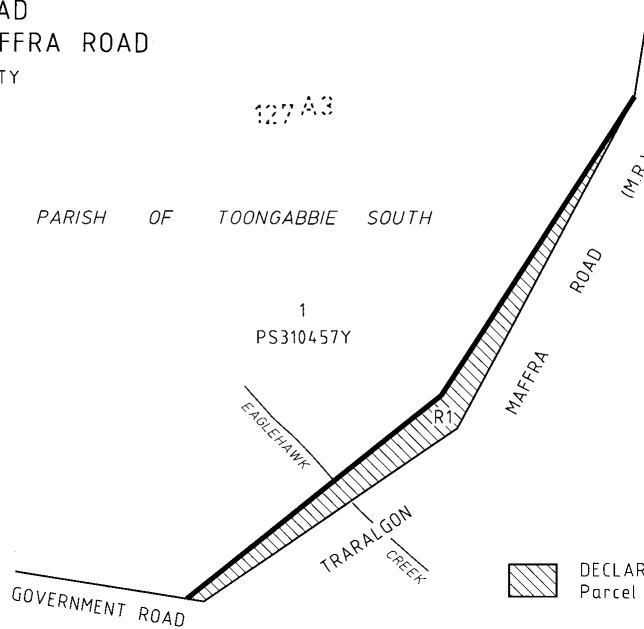 AD
FFRA ROAD
TY
127 A3
PARISH OF TOONGABBIE SOUTH
1
PS310457Y
(M.R.)
ROAD
MAFFRA
R1
EAGLEHAWK
TRARALGON
CREEK
GOVERNMENT ROAD
DECLAR
Parcel